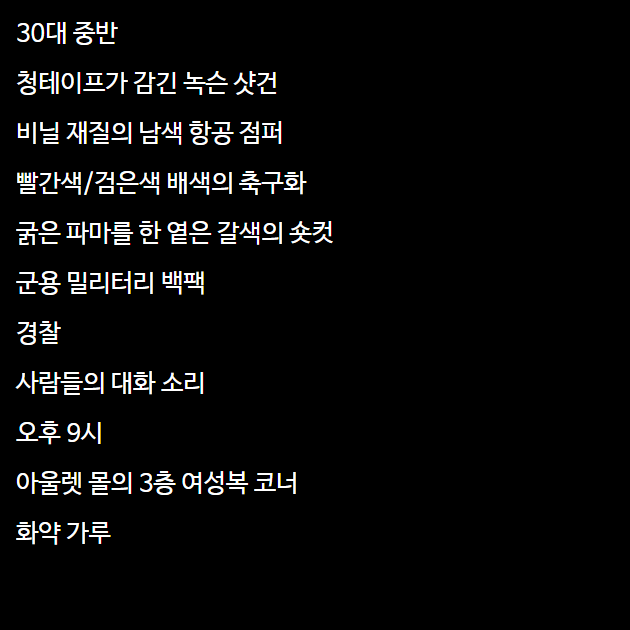 30대 중반
청테이프가 감긴 녹슨 샷건
비닐 재질의 남색 항공 점퍼
빨간색/검은색 배색의 축구화
굵은 파마를 한 옅은 갈색의 숏컷
군용 밀리터리 백팩
경찰
사람들의 대화 소리
오후 9시
아울렛 몰의 3층 여성복 코너
화약 가루